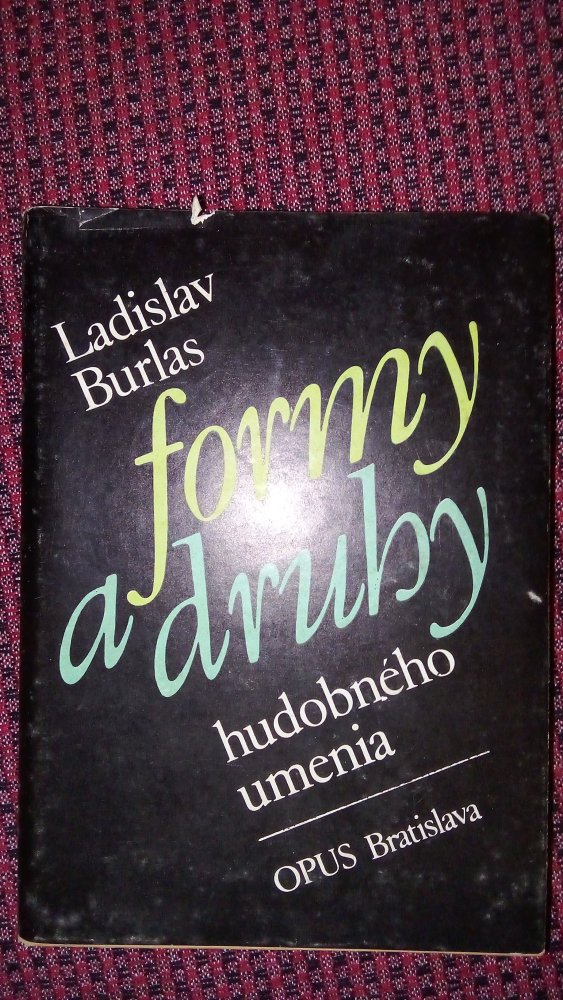 Ladislav
Burlas
formy
a druhy
hudobného
umenia
OPUS Bratislava